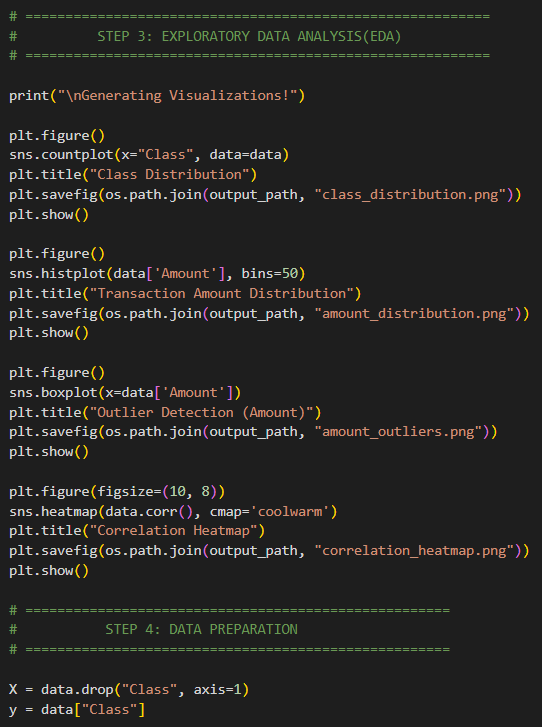 # ==========================================================
#          STEP 3: EXPLORATORY DATA ANALYSIS(EDA)
# ==========================================================
print("\nGenerating Visualizations!")
plt.figure()
sns.countplot(x="Class", data=data)
plt.title("Class Distribution")
plt.savefig(os.path.join(output_path, "class_distribution.png"))
plt.show()
plt.figure()
sns.histplot(data['Amount'], bins=50)
plt.title("Transaction Amount Distribution")
plt.savefig(os.path.join(output_path, "amount_distribution.png"))
plt.show()
plt.figure()
sns.boxplot(x=data['Amount'])
plt.title("Outlier Detection (Amount)")
plt.savefig(os.path.join(output_path, "amount_outliers.png"))
plt.show()
plt.figure(figsize=(10, 8))
sns.heatmap(data.corr(), cmap='coolwarm')
plt.title("Correlation Heatmap")
plt.savefig(os.path.join(output_path, "correlation_heatmap.png"))
plt.show()
# =====================================================
#           STEP 4: DATA PREPARATION
# =====================================================
X = data.drop("Class", axis=1)
y = data["Class"]